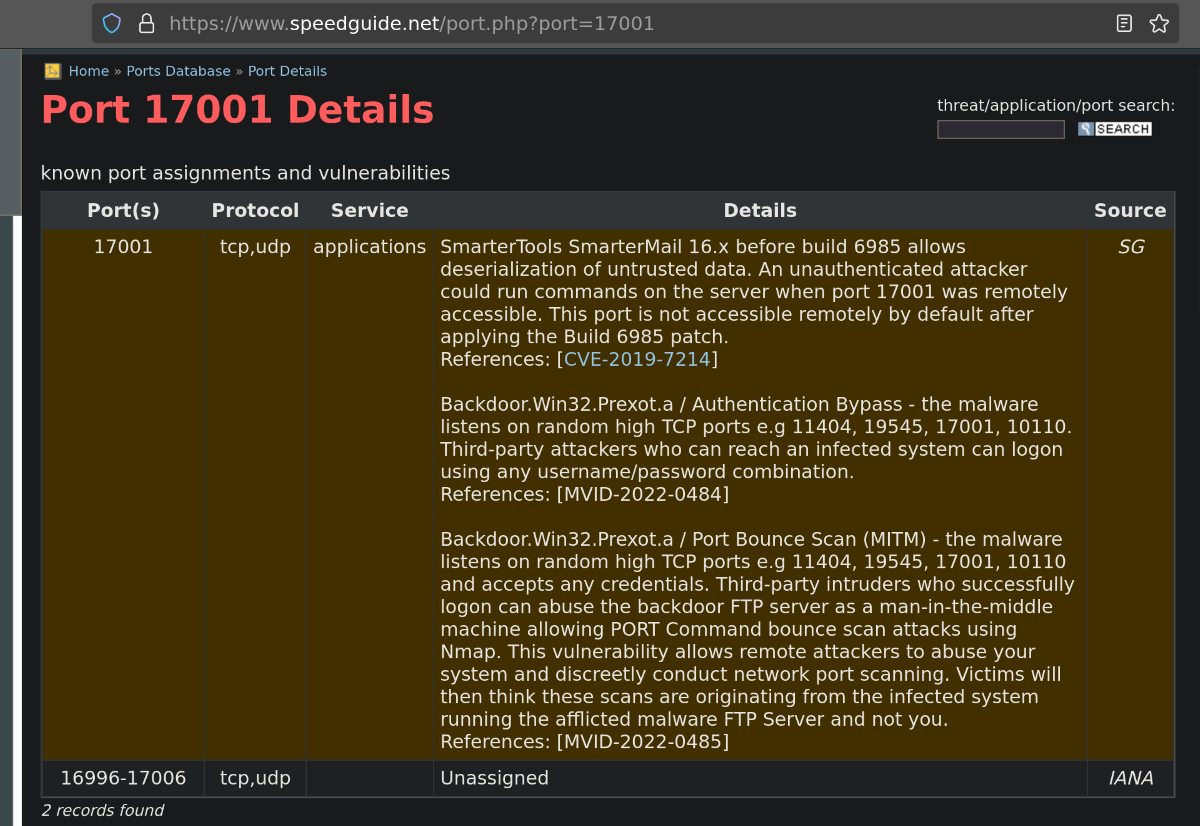 https://www.speedguide.net/port.php?port=17001
Home » Ports Database » Port Details
Port 17001 Details
threat/application/port search:
SEARCH
known port assignments and vulnerabilities
Port(s) Protocol Service Details Source
17001 tcp,udp applications SmarterTools SmarterMail 16.x before build 6985 allows SG
deserialization of untrusted data. An unauthenticated attacker
could run commands on the server when port 17001 was remotely
accessible. This port is not accessible remotely by default after
applying the Build 6985 patch.
References: [CVE-2019-7214]
Backdoor.Win32.Prexot.a / Authentication Bypass - the malware
listens on random high TCP ports e.g 11404, 19545, 17001, 10110.
Third-party attackers who can reach an infected system can logon
using any username/password combination.
References: [MVID-2022-0484]
Backdoor.Win32.Prexot.a / Port Bounce Scan (MITM) - the malware
listens on random high TCP ports e.g 11404, 19545, 17001, 10110
and accepts any credentials. Third-party intruders who successfully
logon can abuse the backdoor FTP server as a man-in-the-middle
machine allowing PORT Command bounce scan attacks using
Nmap. This vulnerability allows remote attackers to abuse your
system and discreetly conduct network port scanning. Victims will
then think these scans are originating from the infected system
running the afflicted malware FTP Server and not you.
References: [MVID-2022-0485]
16996-17006 tcp,udp Unassigned IANA
2 records found